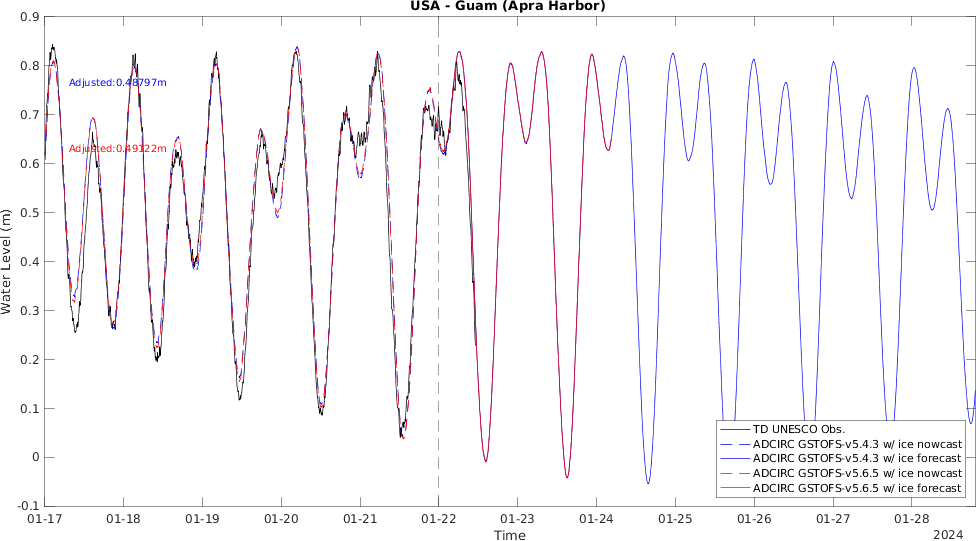 USA - Guam (Apra Harbor)
0.9
0.8
0.7
0.6
0.5
0.4
0.3
0.2
0.1
0
-0.1
Water Level (m)
Adjusted:0.48797m
Adjusted:0.49122m
TD UNESCO Obs.
ADCIRC GSTOFS-v5.4.3 w/ ice nowcast
ADCIRC GSTOFS-v5.4.3 w/ ice forecast
ADCIRC GSTOFS-v5.6.5 w/ ice nowcast
ADCIRC GSTOFS-v5.6.5 w/ ice forecast
01-17 01-18 01-19 01-20 01-21 01-22 01-23 01-24 01-25 01-26 01-27 01-28
Time
2024